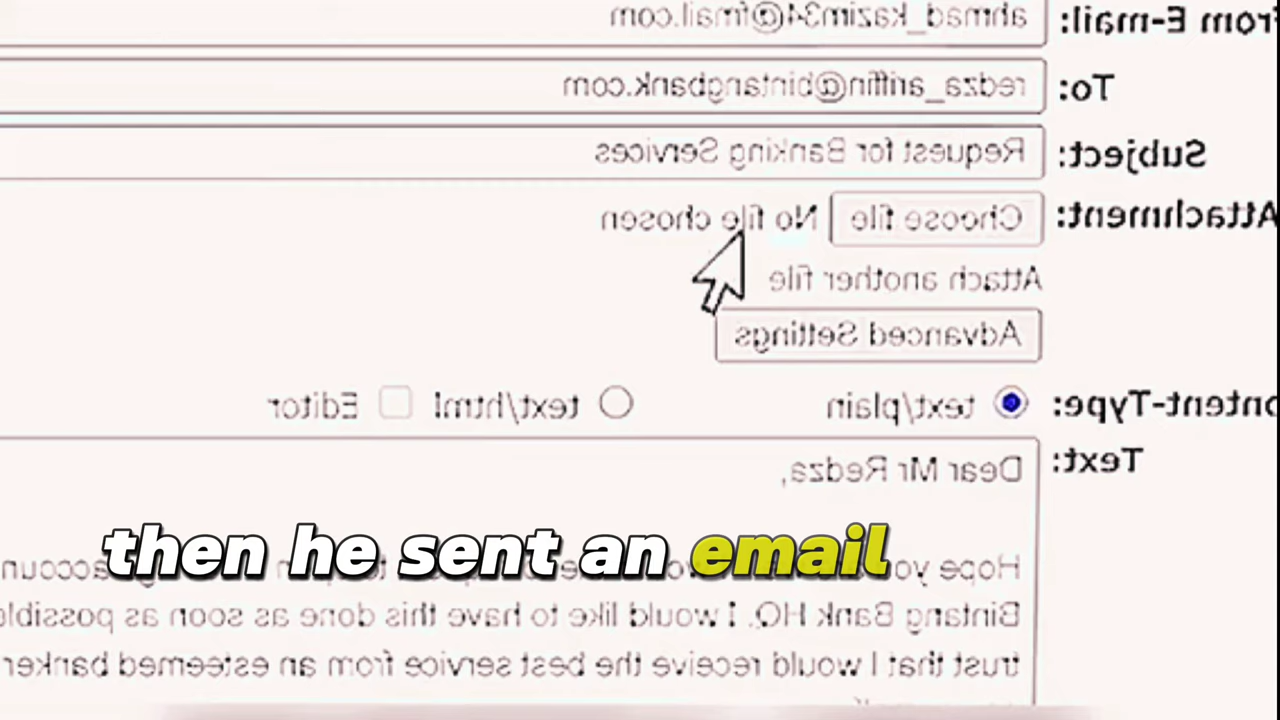 From E-mail: ahmad_kazim34@fmail.com
To: redza_ariffin@bintangbank.com
Subject: Request for Banking Services
Attachment: Choose file No file chosen
Attach another file
Advanced Settings
Content-Type: text/plain text/html Editor
Text: Dear Mr Redza,
then he sent an email
Hope
Bintang Bank HQ. I would like to have this done as soon as possible
trust that I would receive the best service from an esteemed banker